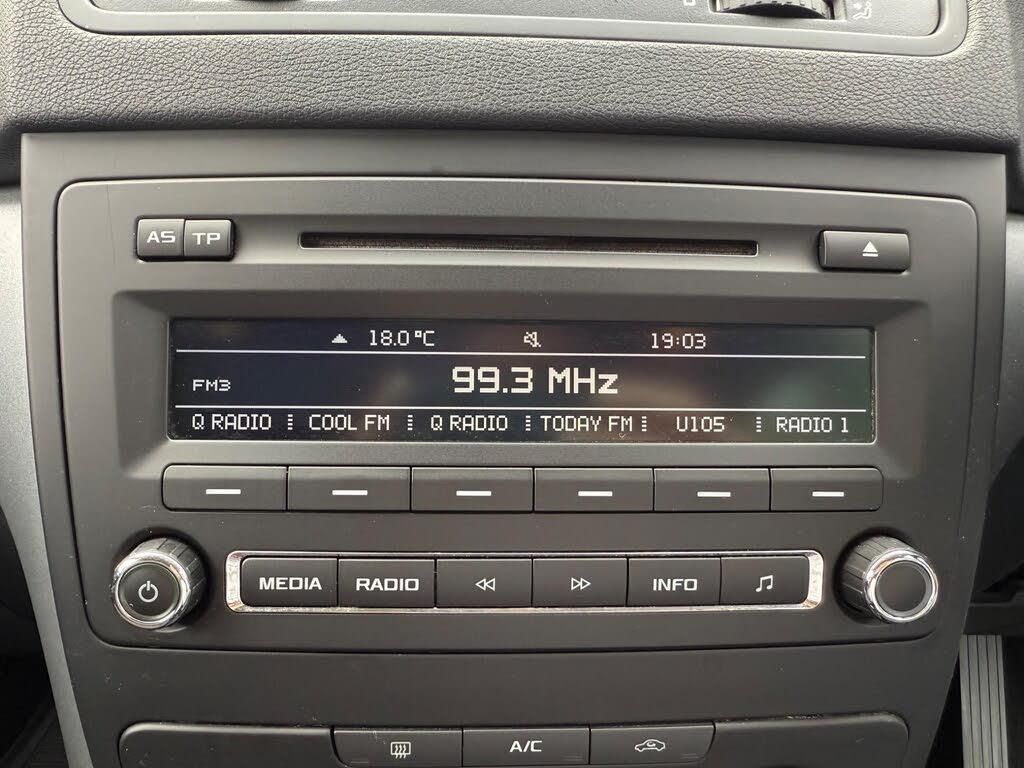 AS TP
18.0°C 19:03
FM3 99.3 MHz
Q RADIO COOL FM Q RADIO TODAY FM U105 RADIO 1
MEDIA RADIO INFO
A/C